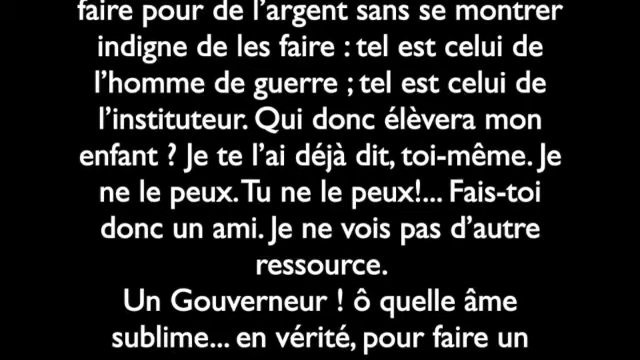 faire pour de l’argent sans se montrer
indigne de les faire : tel est celui de
l’homme de guerre ; tel est celui de
l’instituteur. Qui donc élèvera mon
enfant ? Je te l’ai déjà dit, toi-même. Je
ne le peux. Tu ne le peux!... Fais-toi
donc un ami. Je ne vois pas d’autre
ressource.
Un Gouverneur ! ô quelle âme
sublime... en vérité, pour faire un